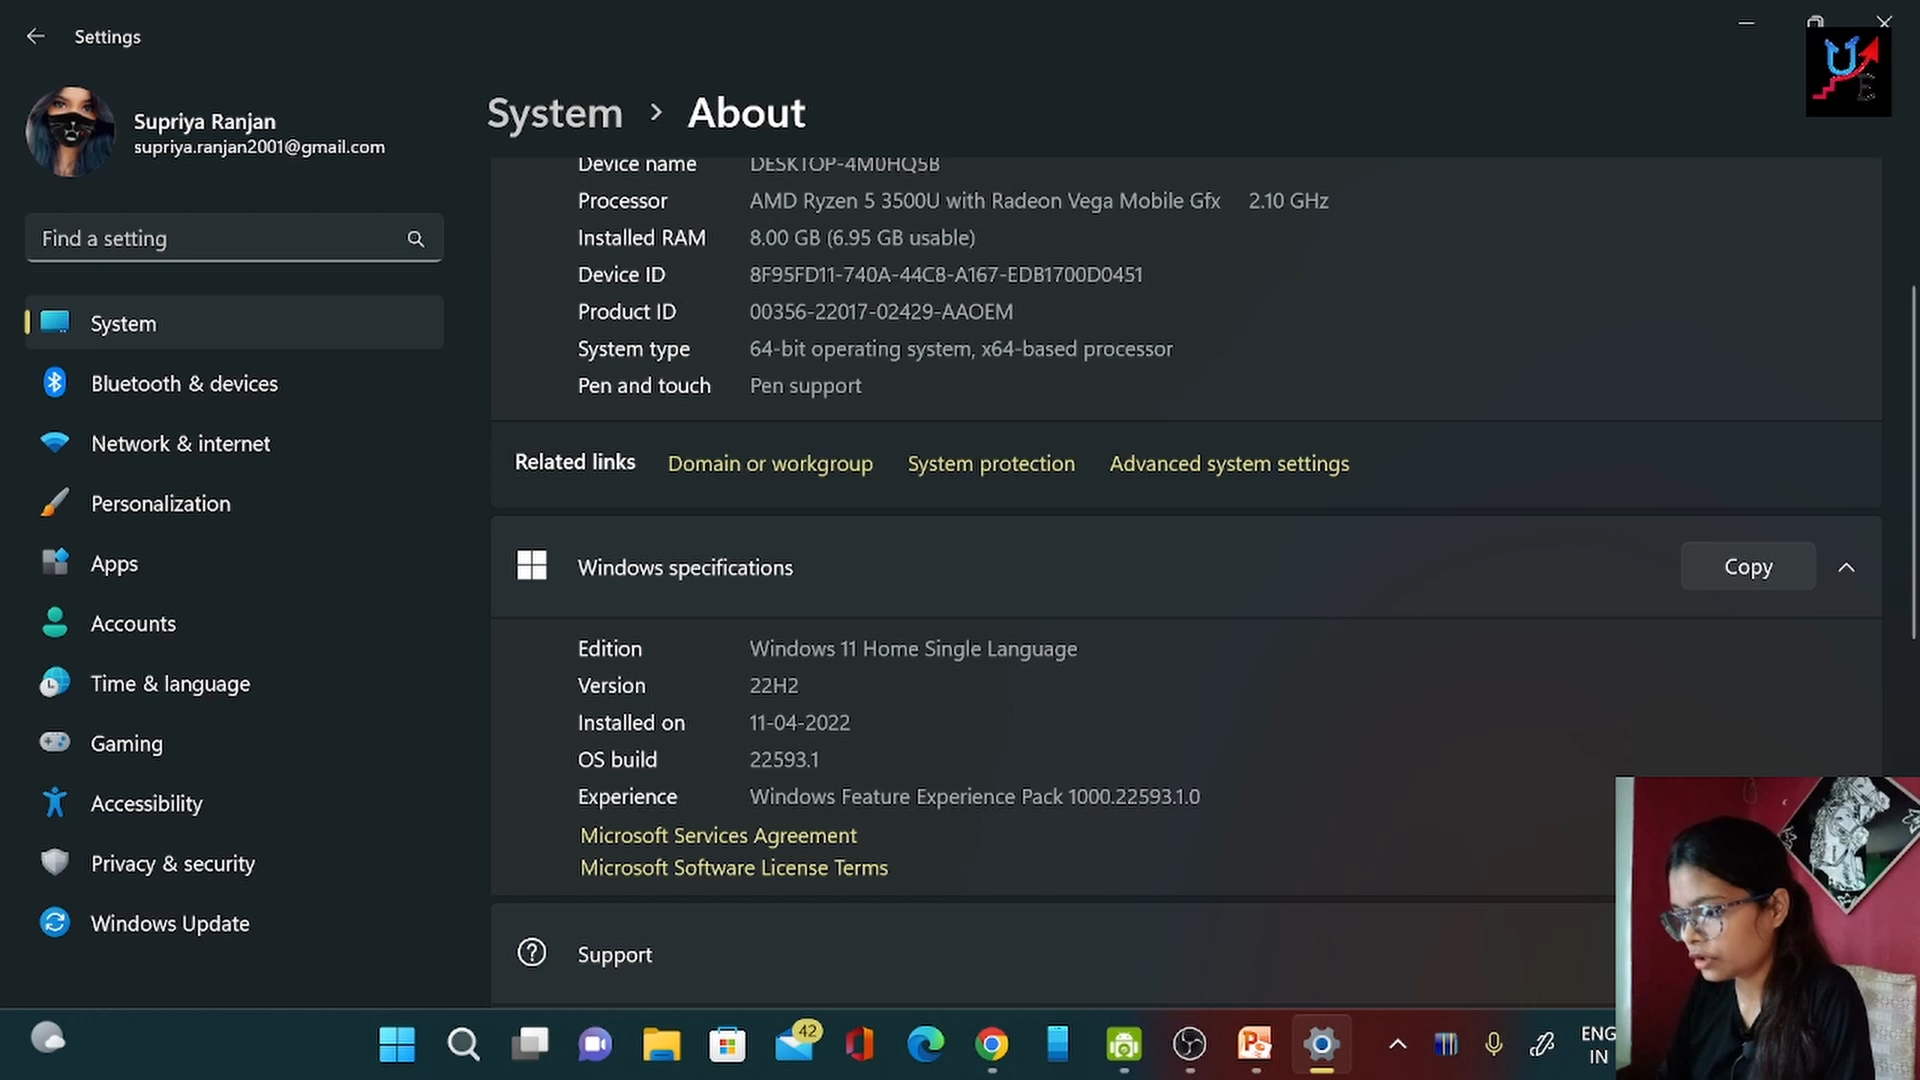 Settings
Supriya Ranjan
supriya.ranjan2001@gmail.com
Find a setting
System
Bluetooth & devices
Network & internet
Personalization
Apps
Accounts
Time & language
Gaming
Accessibility
Privacy & security
Windows Update
System > About
Device name DESKTOP-4M0HQ5B
Processor AMD Ryzen 5 3500U with Radeon Vega Mobile Gfx 2.10 GHz
Installed RAM 8.00 GB (6.95 GB usable)
Device ID 8F95FD11-740A-44C8-A167-EDB1700D0451
Product ID 00356-22017-02429-AAOEM
System type 64-bit operating system, x64-based processor
Pen and touch Pen support
Related links Domain or workgroup System protection Advanced system settings
Windows specifications Copy
Edition Windows 11 Home Single Language
Version 22H2
Installed on 11-04-2022
OS build 22593.1
Experience Windows Feature Experience Pack 1000.22593.1.0
Microsoft Services Agreement
Microsoft Software License Terms
Support
42
ENG
IN
U
E